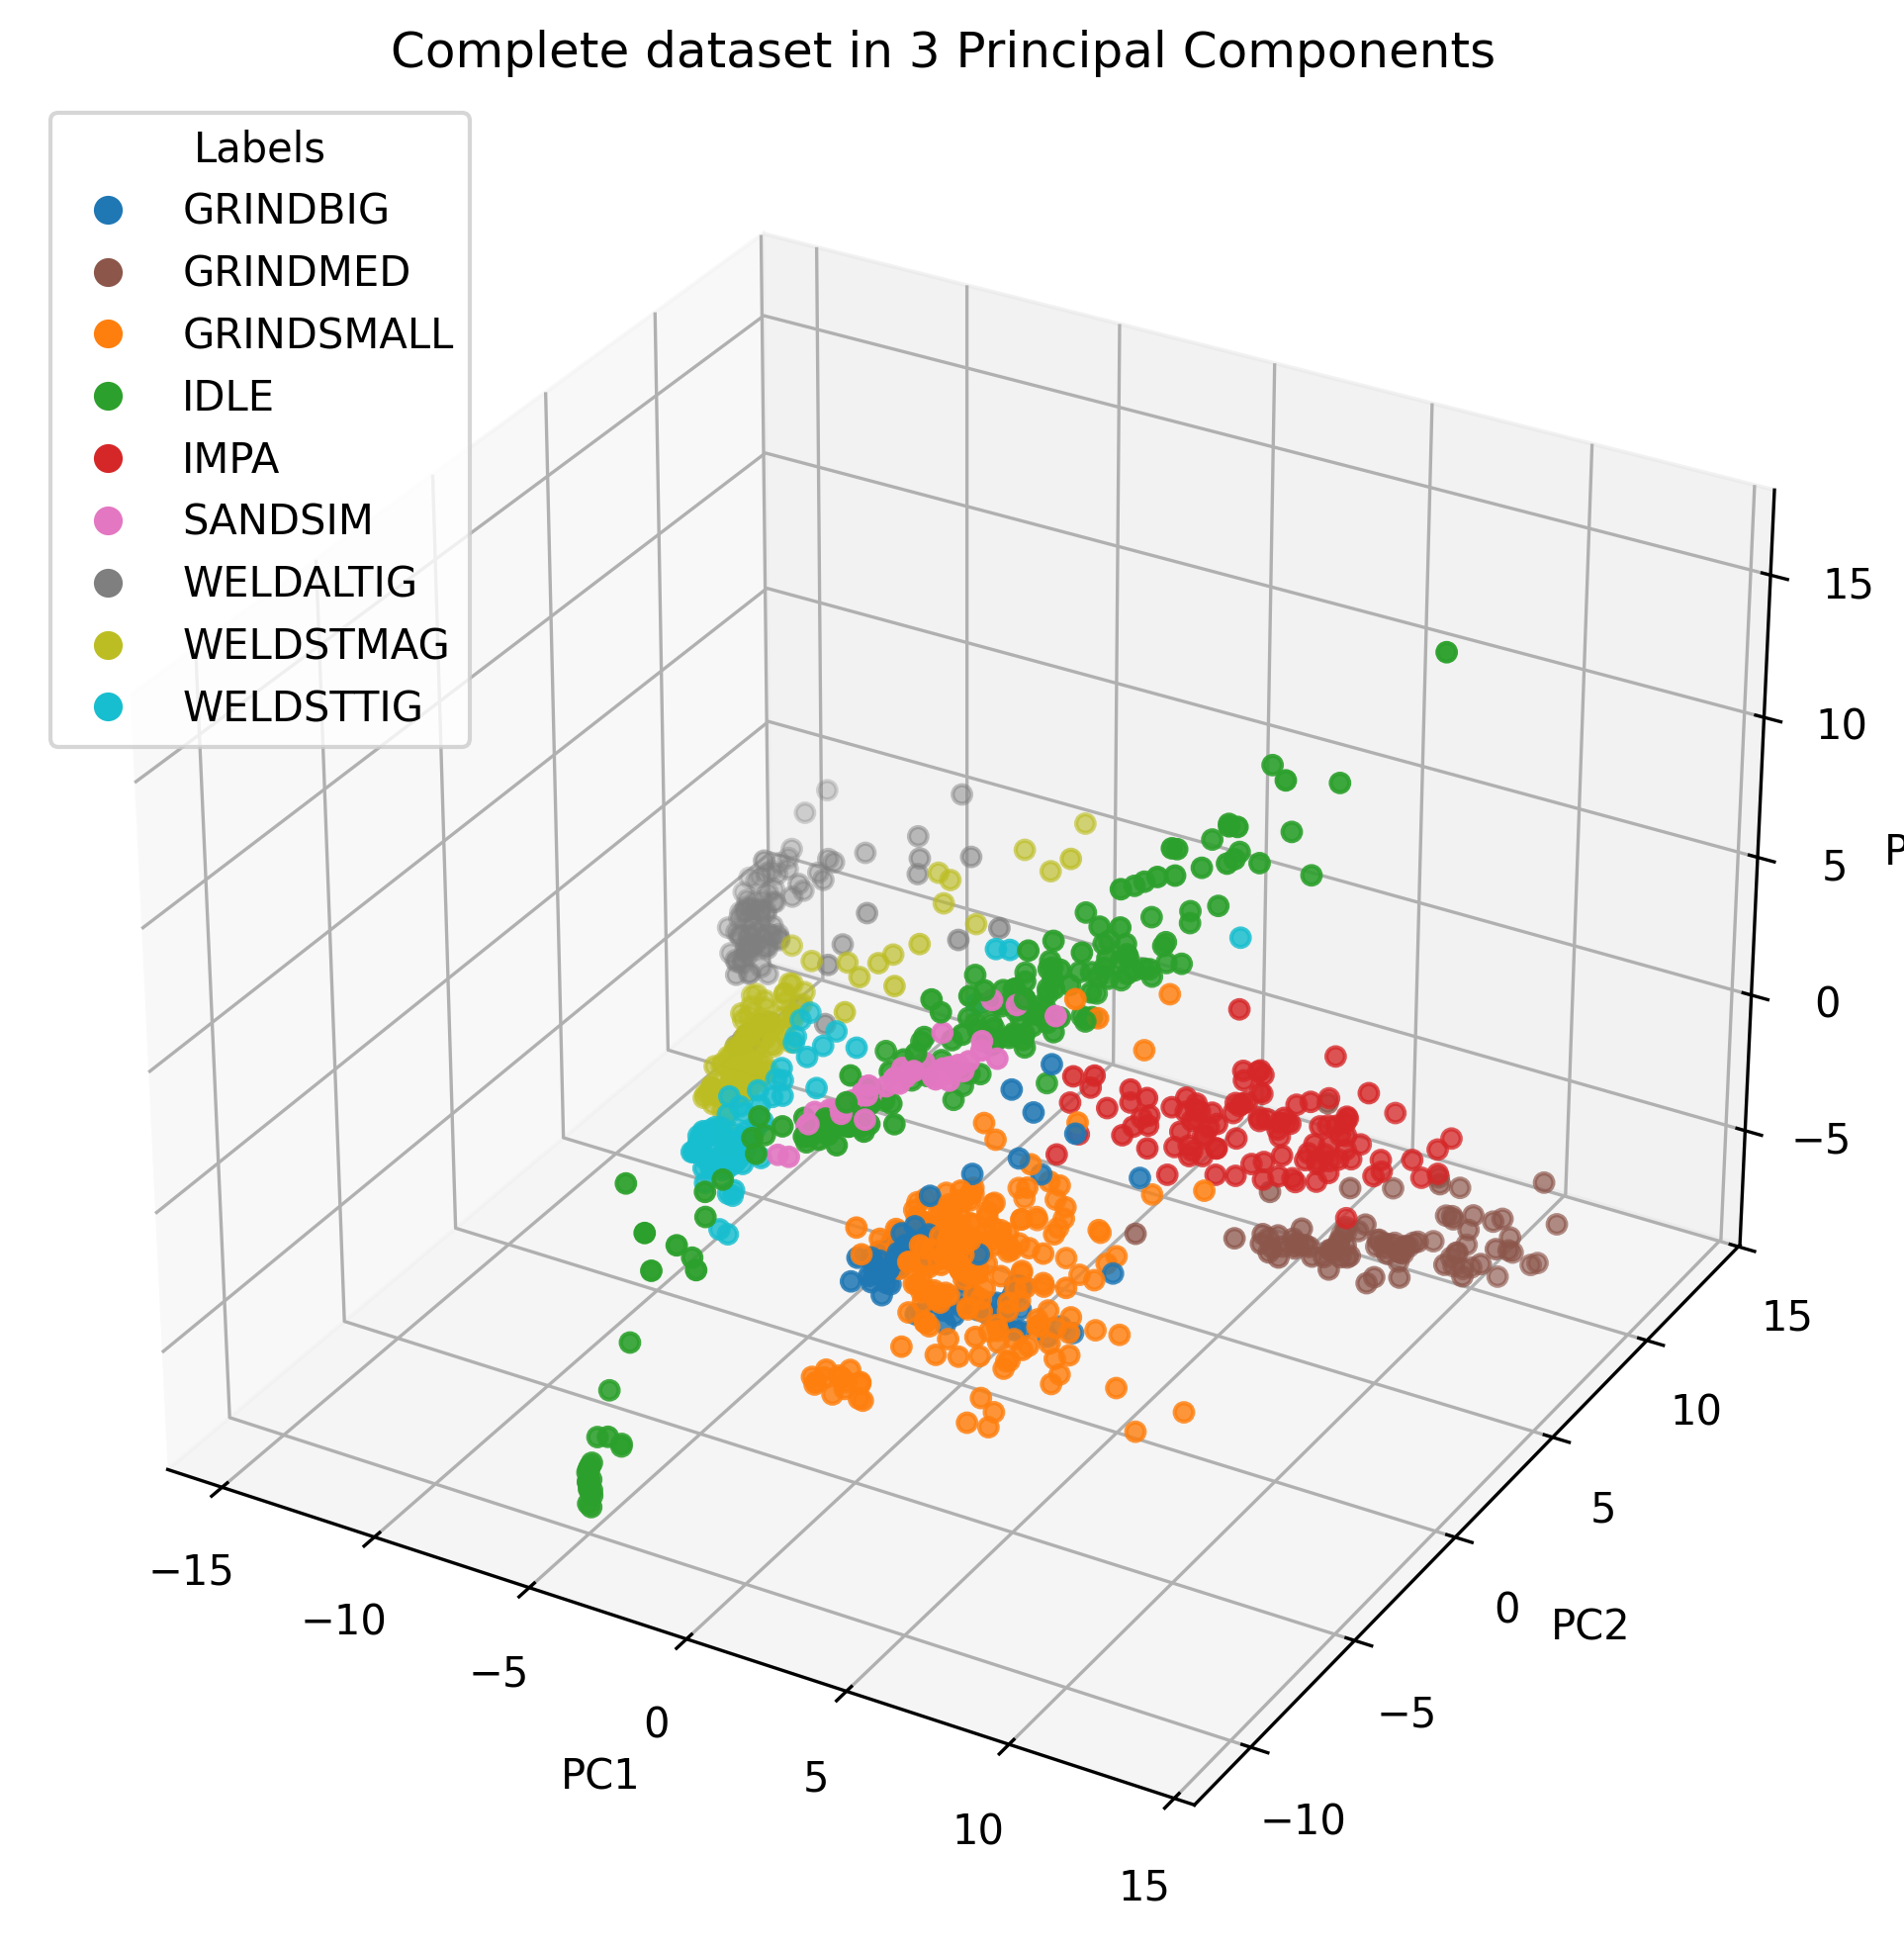 Complete dataset in 3 Principal Components
Labels
GRINDBIG
GRINDMED
GRINDSMALL
IDLE
IMPA
SANDSIM
WELDALTIG
WELDSTMAG
WELDSTTIG
15
10
5
0
−5
P
15
10
5
0
−5
−10
PC2
−15
−10
−5
0
5
10
15
PC1